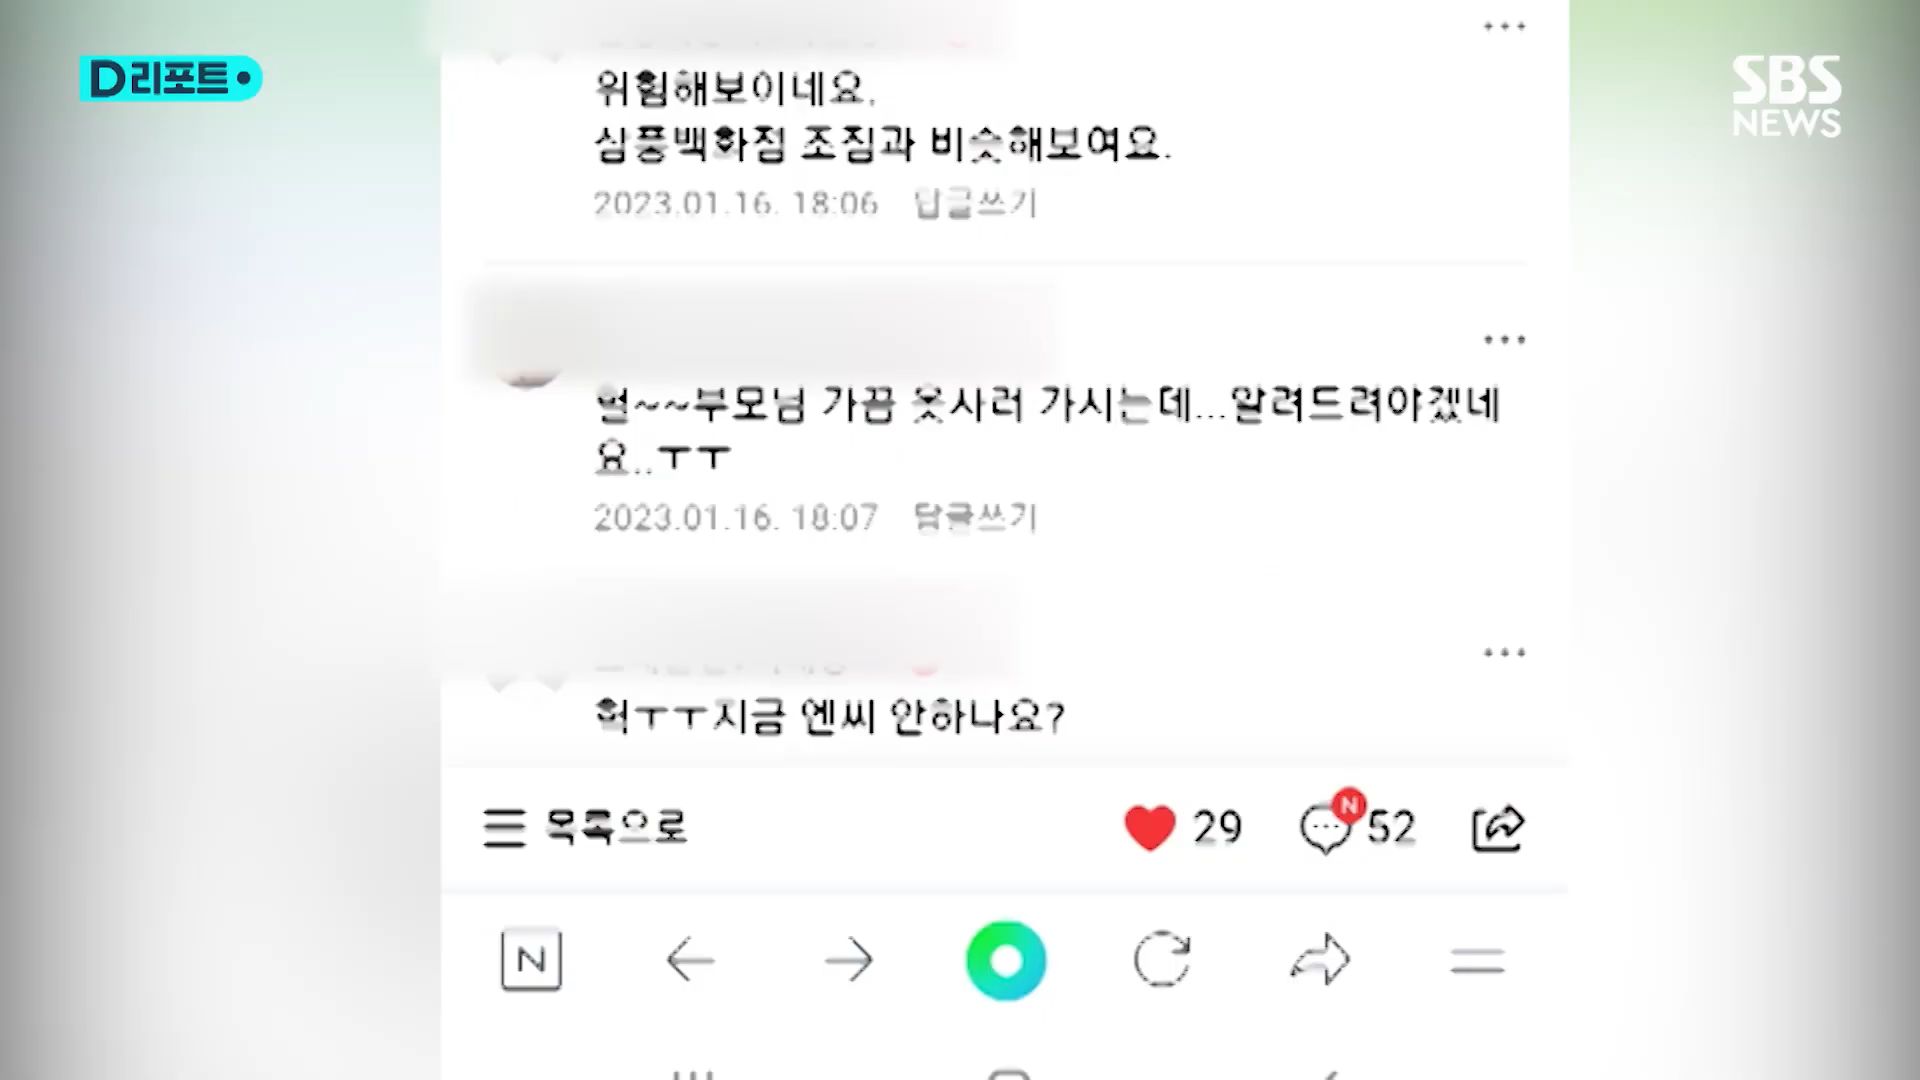 D리포트
SBS
NEWS
위험해보이네요.
삼풍백화점 조짐과 비슷해보여요.
2023.01.16. 18:06 답글쓰기
헐~~부모님 가끔 옷사러 가시는데...알려드려야겠네
요..ㅜㅜ
2023.01.16. 18:07 답글쓰기
헉ㅜㅜ지금 엔씨 안하나요?
목록으로
29
N
52
N